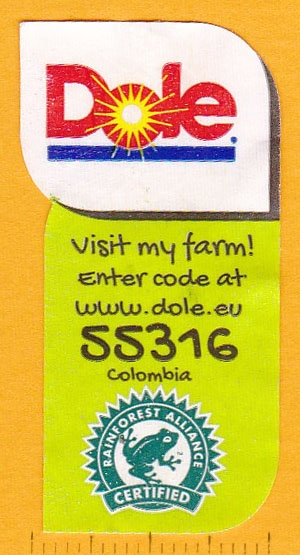 Dole
Visit my farm!
Enter code at
www.dole.eu
55316
Colombia
RAINFOREST ALLIANCE
CERTIFIED